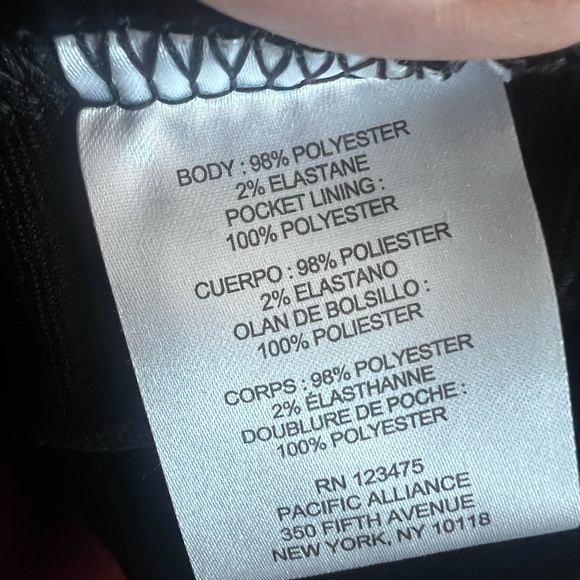 BODY : 98% POLYESTER
2% ELASTANE
POCKET LINING :
100% POLYESTER
CUERPO : 98% POLIESTER
2% ELASTANO
OLAN DE BOLSILLO :
100% POLIESTER
CORPS : 98% POLYESTER
2% ÉLASTHANNE
DOUBLURE DE POCHE :
100% POLYESTER
RN 123475
PACIFIC ALLIANCE
350 FIFTH AVENUE
NEW YORK, NY 10118